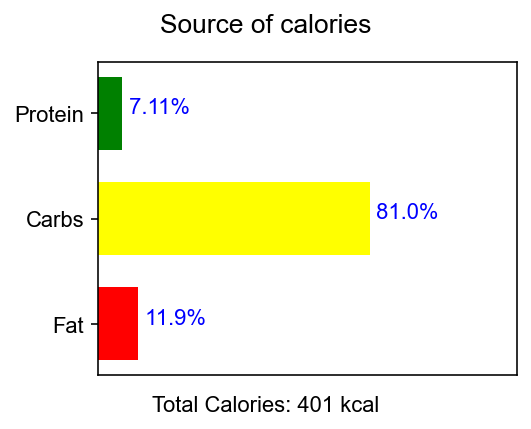 Source of calories
Protein 7.11%
Carbs 81.0%
Fat 11.9%
Total Calories: 401 kcal